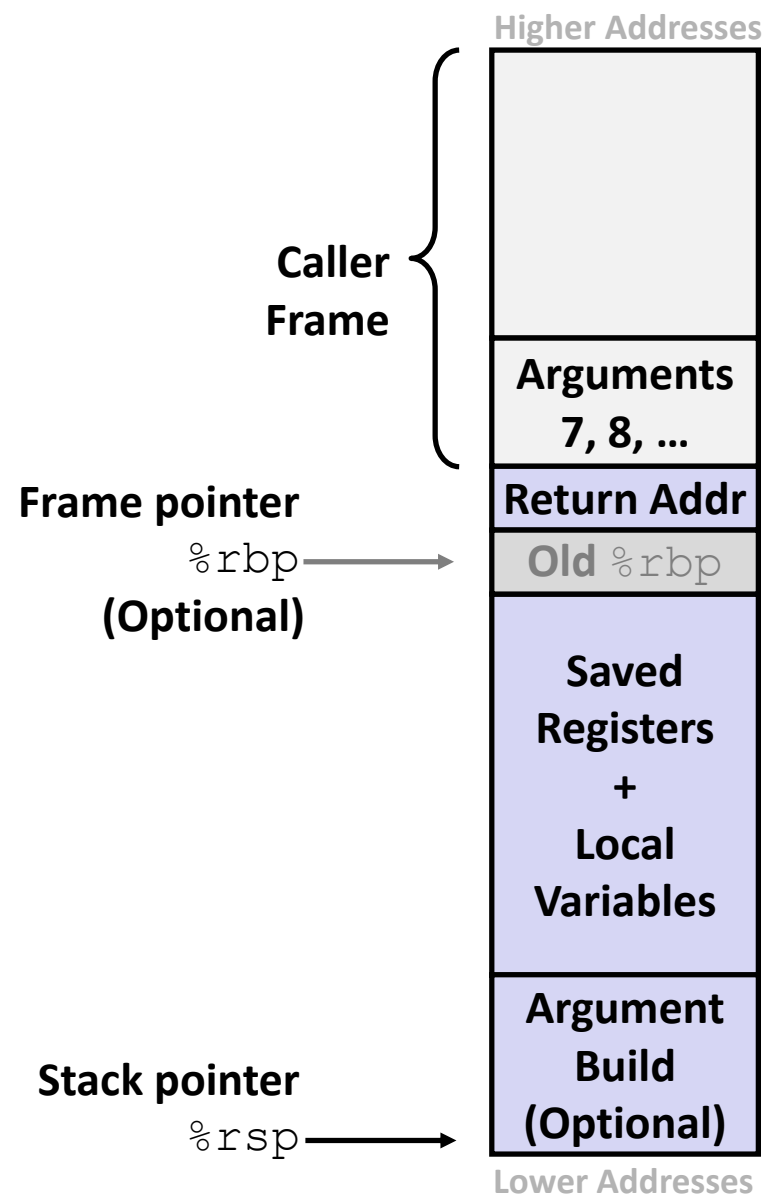 Higher Addresses
Caller
Frame
Arguments
7, 8, …
Return Addr
Frame pointer
%rbp
(Optional)
Old %rbp
Saved
Registers
+
Local
Variables
Argument
Build
(Optional)
Stack pointer
%rsp
Lower Addresses